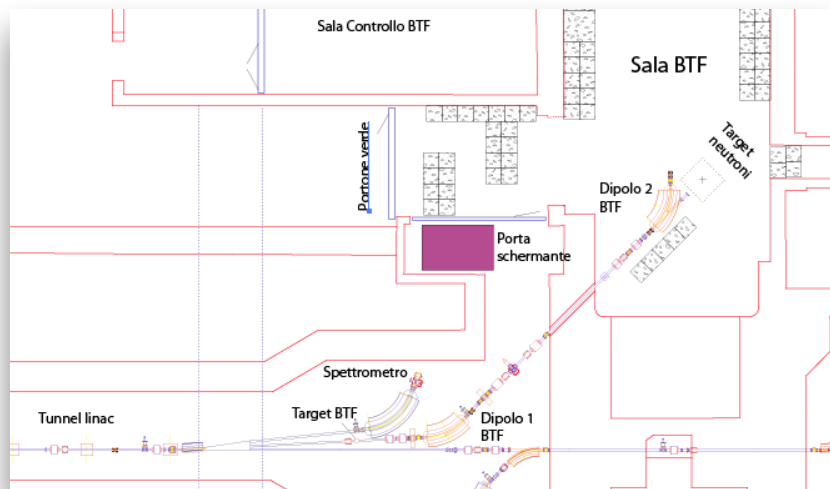 Sala Controllo BTF
Sala BTF
Portone verde
Target
neutroni
Dipolo 2
BTF
Porta
schermante
Spettrometro
Target BTF
Dipolo 1
BTF
Tunnel linac